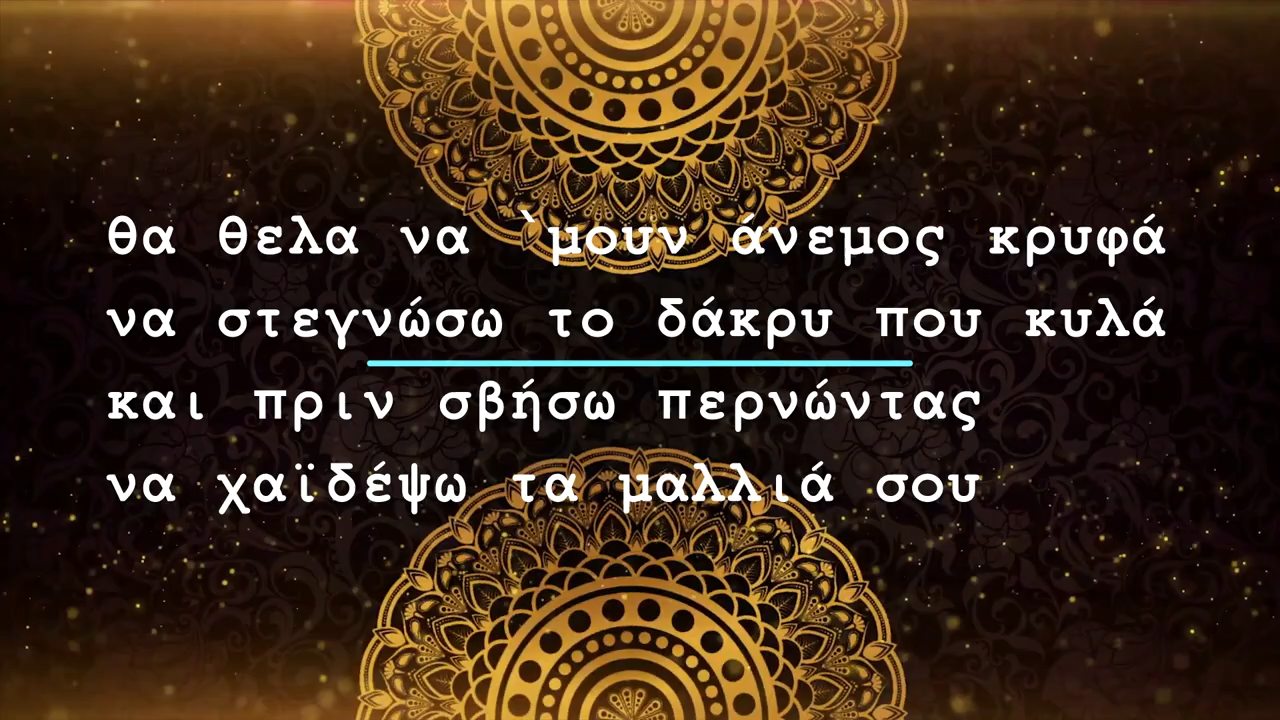 θα θελα να `μουν άνεμος κρυφά
να στεγνώσω το δάκρυ που κυλά
και πριν σβήσω περνώντας
να χαϊδέψω τα μαλλιά σου